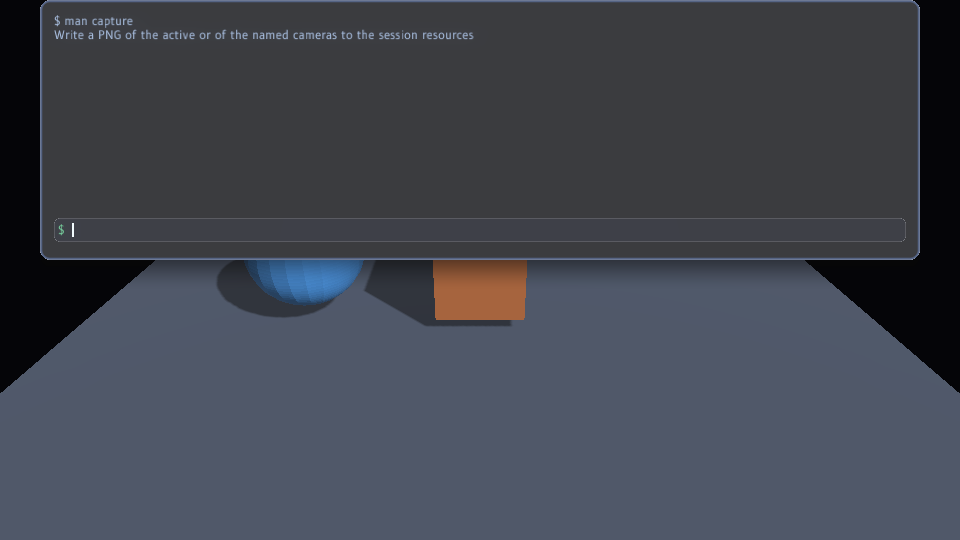 $ man capture
Write a PNG of the active or of the named cameras to the session resources
$